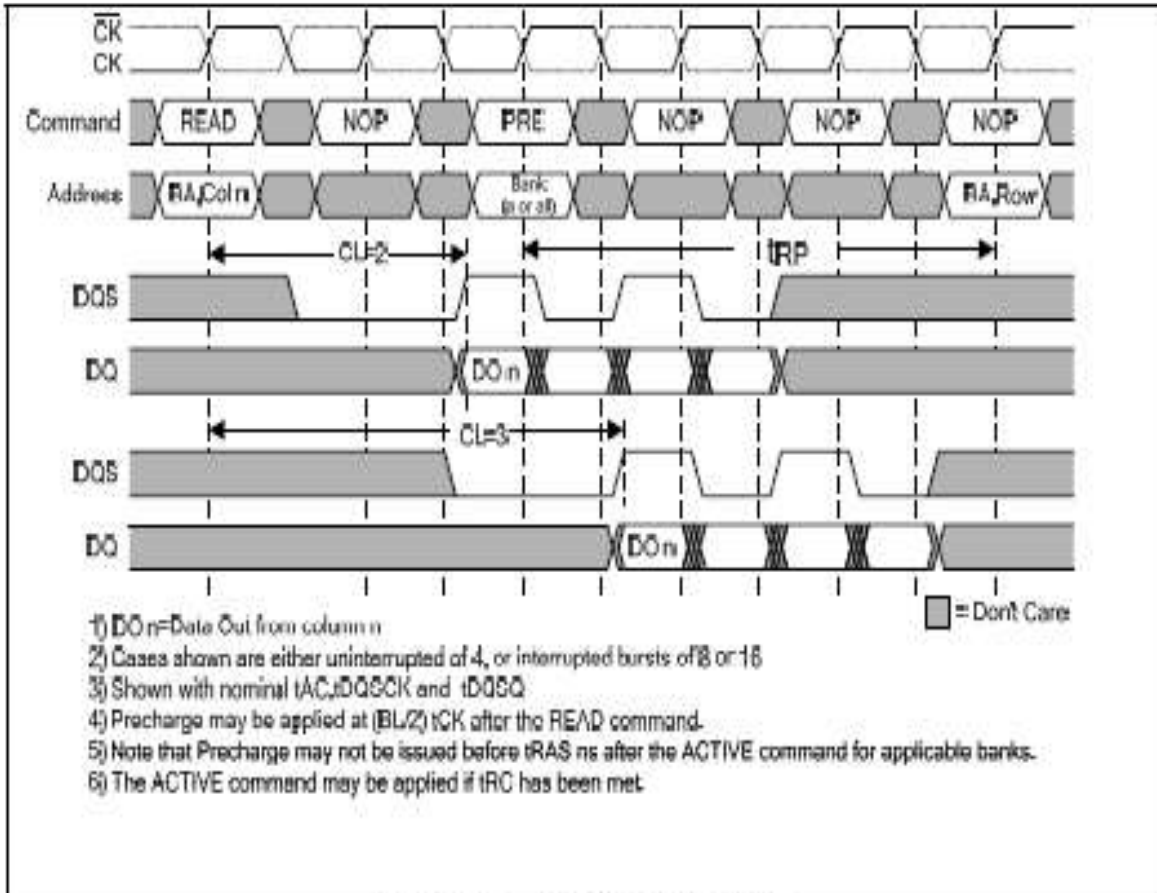 CK
CK
Command READ NOP PRE NOP NOP NOP
Address BA,Col n Bank (a or all) BA,Row
CL=2 tRP
DQS
DQ DO n
CL=3
DQS
DQ DO n
= Don't Care
1) DO n=Data Out from column n
2) Cases shown are either uninterrupted of 4, or interrupted bursts of 8 or 16
3) Shown with nominal tAC,tDQSCK and tDQSQ
4) Precharge may be applied at (BL/2) tCK after the READ command.
5) Note that Precharge may not be issued before tRAS ns after the ACTIVE command for applicable banks.
6) The ACTIVE command may be applied if tRC has been met.